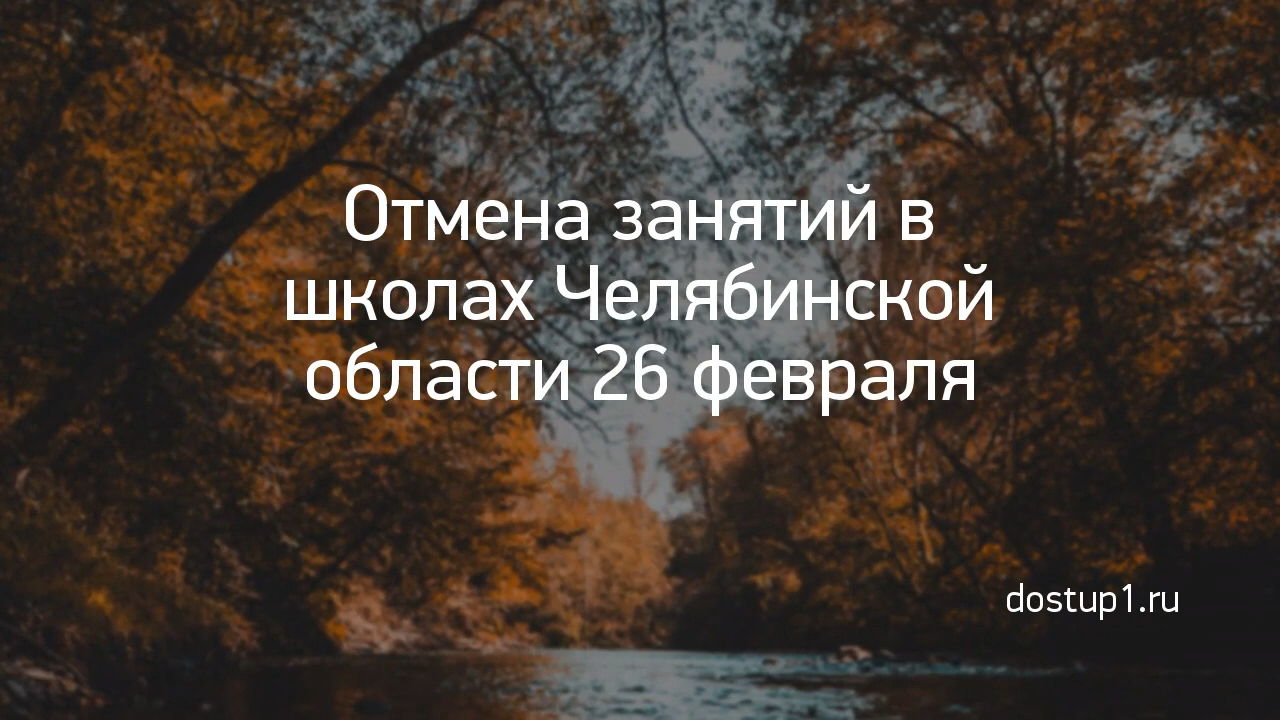 Отмена занятий в
школах Челябинской
области 26 февраля
dostup1.ru